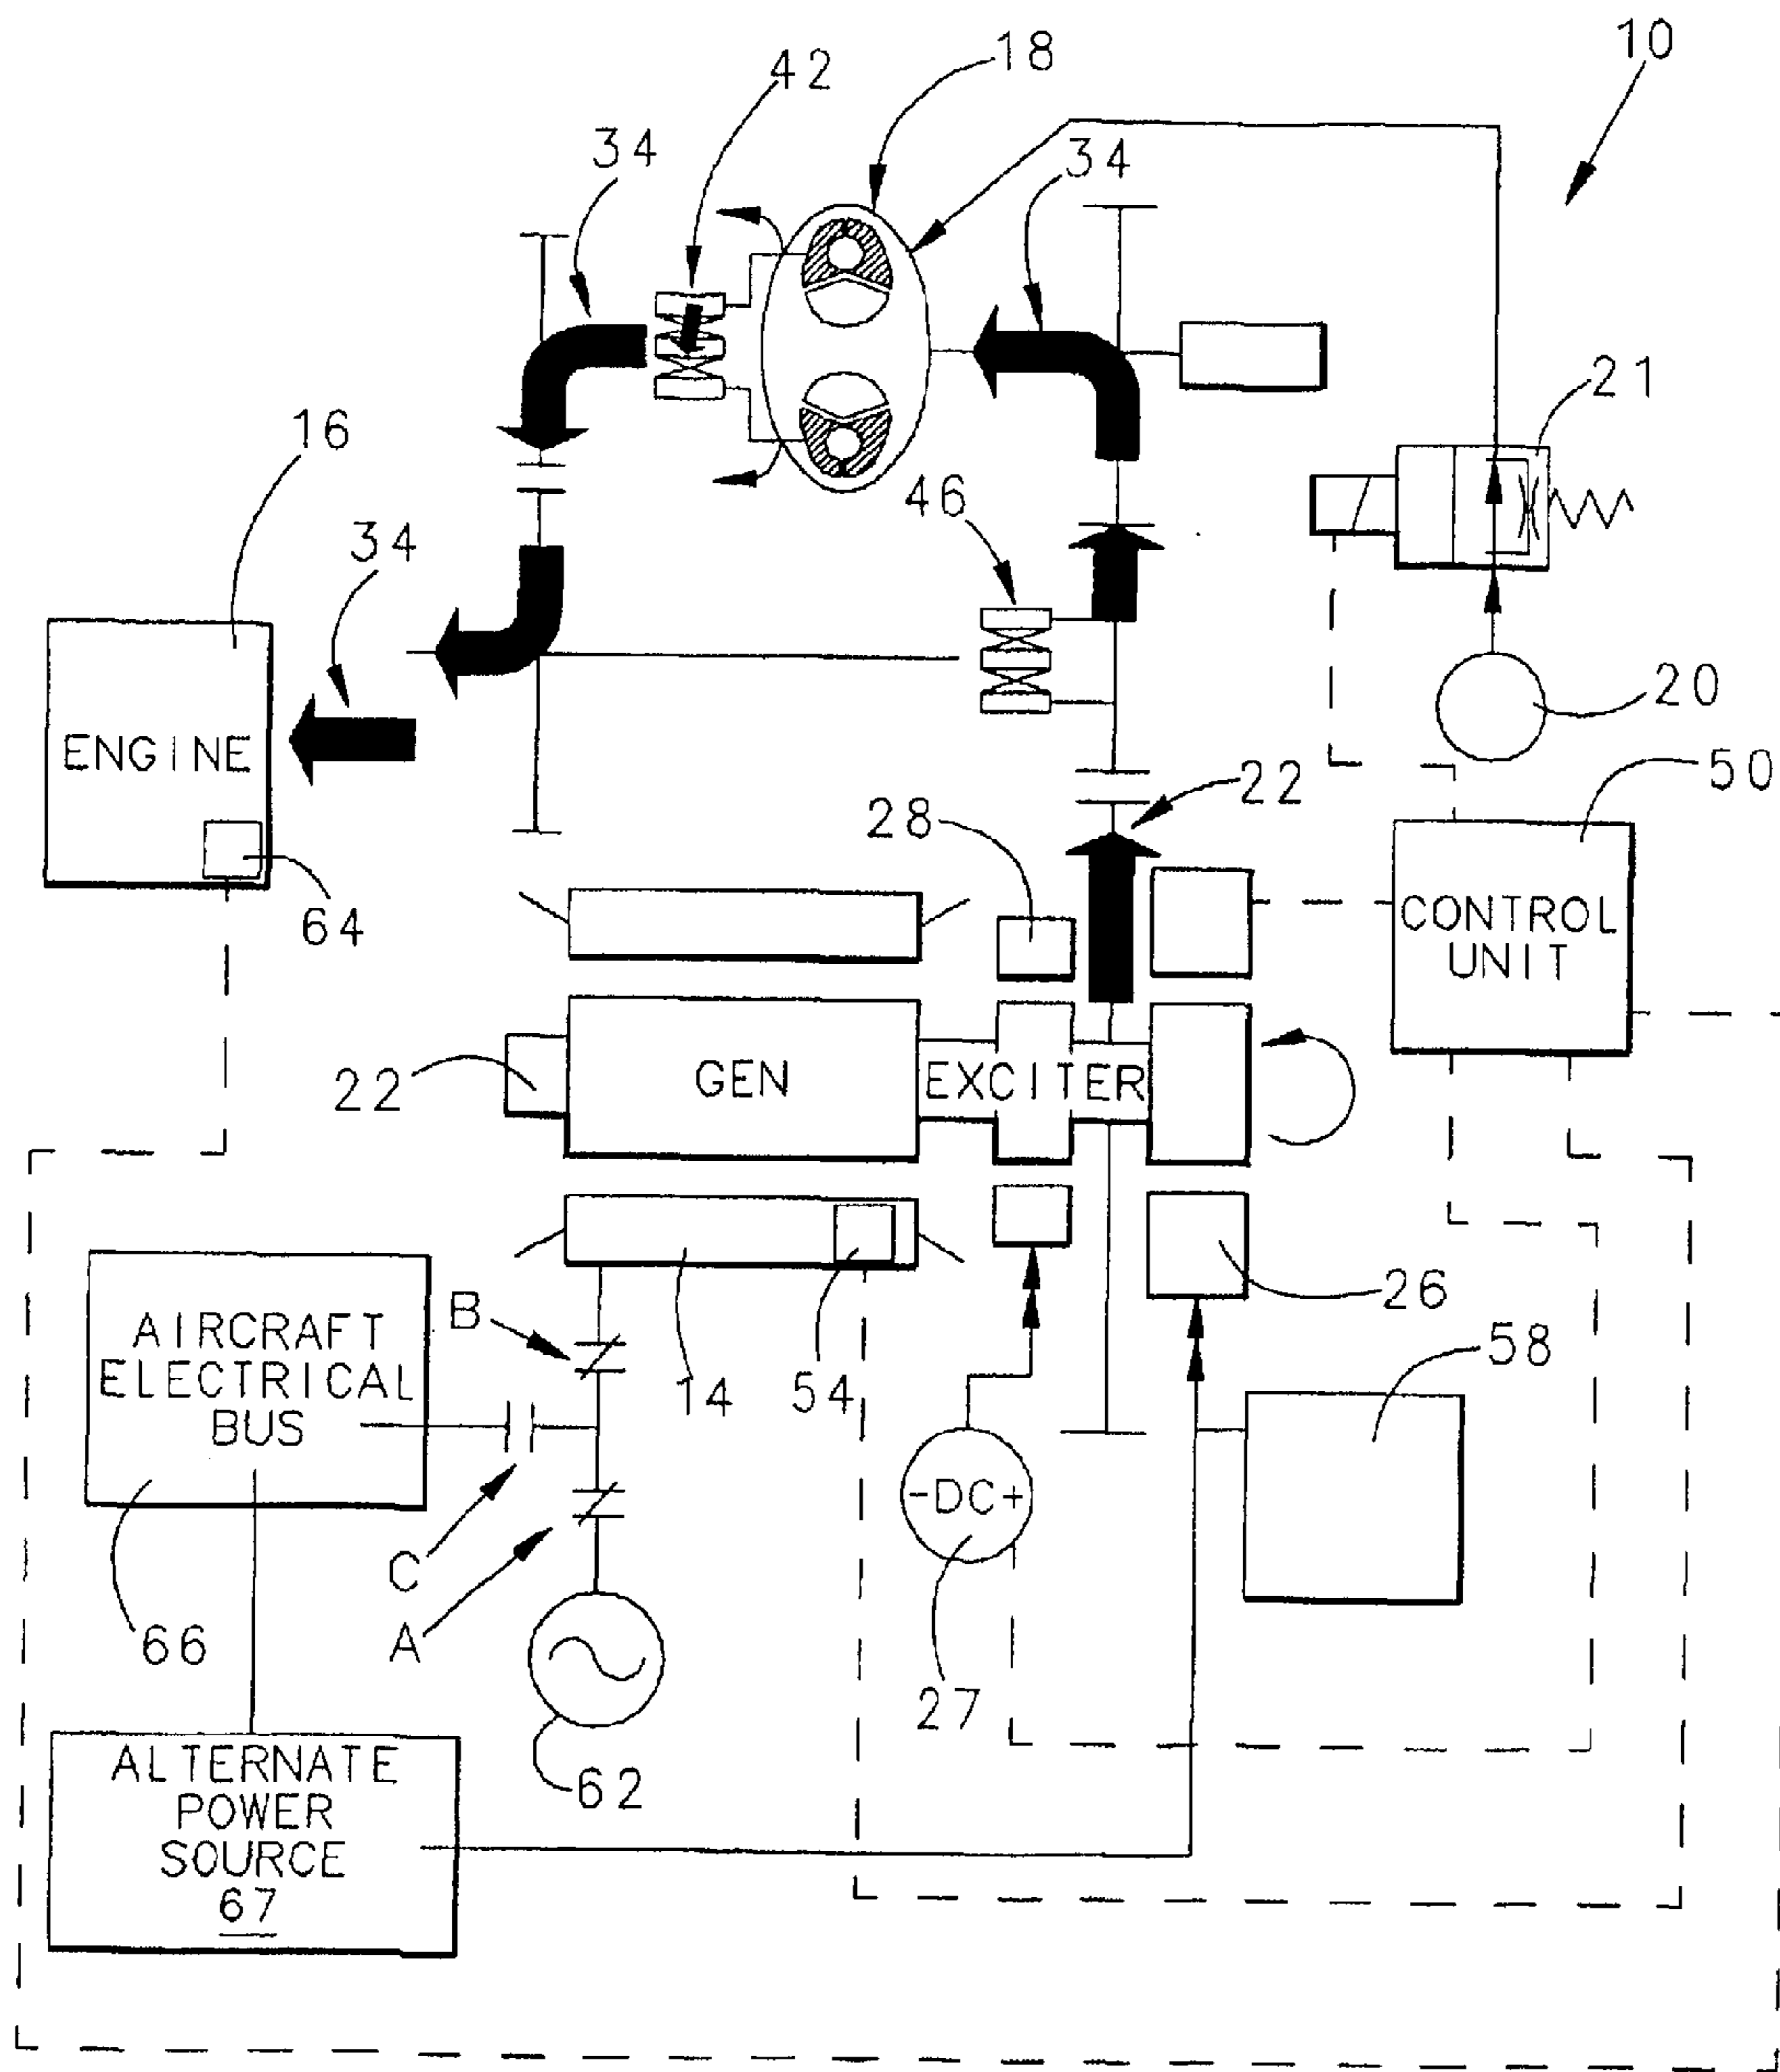 10
18
42
34
34
21
16
46
34
20
50
22
28
ENGINE
64
CONTROL
UNIT
22
GEN
EXCITER
26
B
AIRCRAFT
ELECTRICAL
BUS
14
54
58
C
-DC+
A
66
27
62
ALTERNATE
POWER
SOURCE
67